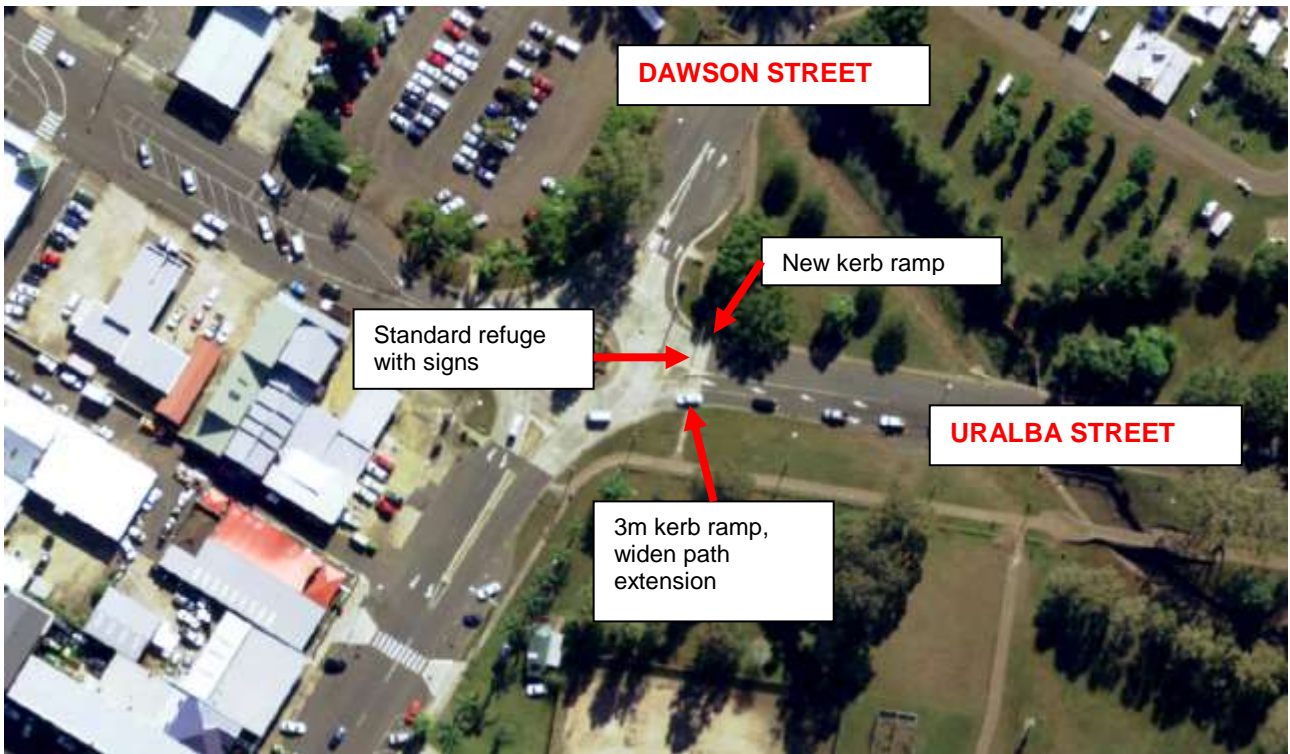 DAWSON STREET
New kerb ramp
Standard refuge
with signs
URALBA STREET
3m kerb ramp,
widen path
extension